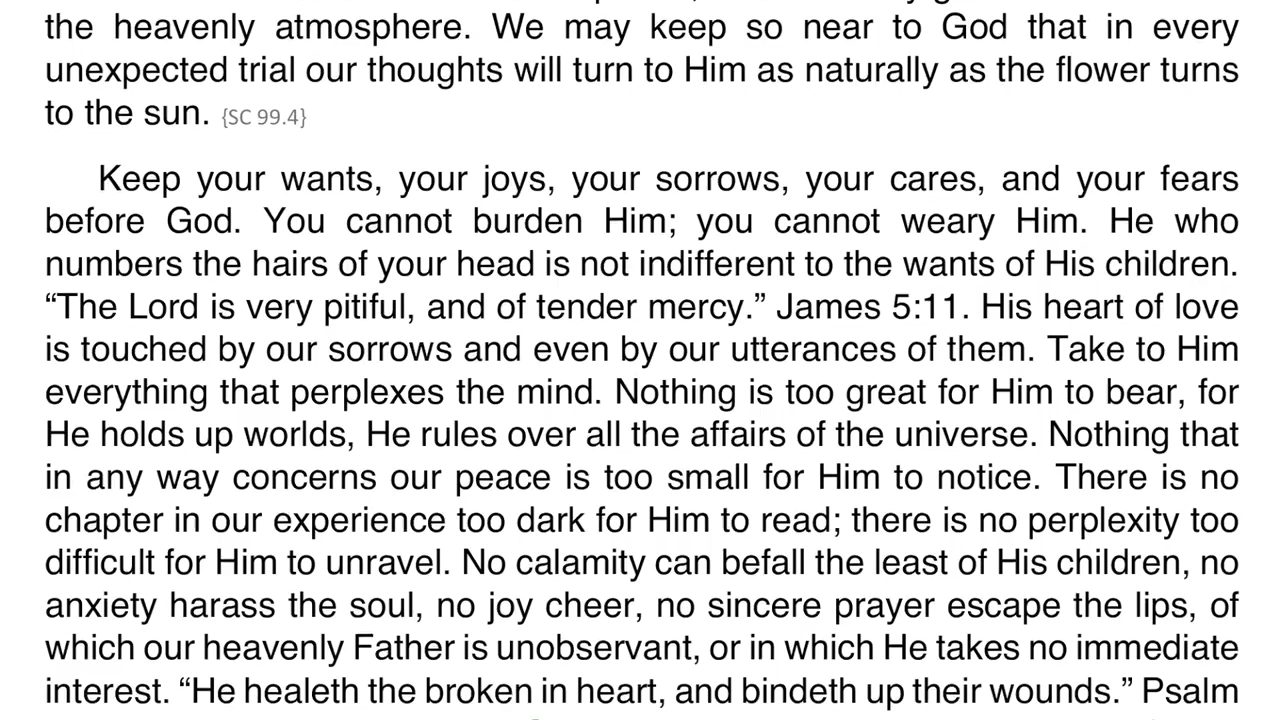 the heavenly atmosphere. We may keep so near to God that in every
unexpected trial our thoughts will turn to Him as naturally as the flower turns
to the sun. {SC 99.4}
Keep your wants, your joys, your sorrows, your cares, and your fears
before God. You cannot burden Him; you cannot weary Him. He who
numbers the hairs of your head is not indifferent to the wants of His children.
“The Lord is very pitiful, and of tender mercy.” James 5:11. His heart of love
is touched by our sorrows and even by our utterances of them. Take to Him
everything that perplexes the mind. Nothing is too great for Him to bear, for
He holds up worlds, He rules over all the affairs of the universe. Nothing that
in any way concerns our peace is too small for Him to notice. There is no
chapter in our experience too dark for Him to read; there is no perplexity too
difficult for Him to unravel. No calamity can befall the least of His children, no
anxiety harass the soul, no joy cheer, no sincere prayer escape the lips, of
which our heavenly Father is unobservant, or in which He takes no immediate
interest. “He healeth the broken in heart, and bindeth up their wounds.” Psalm